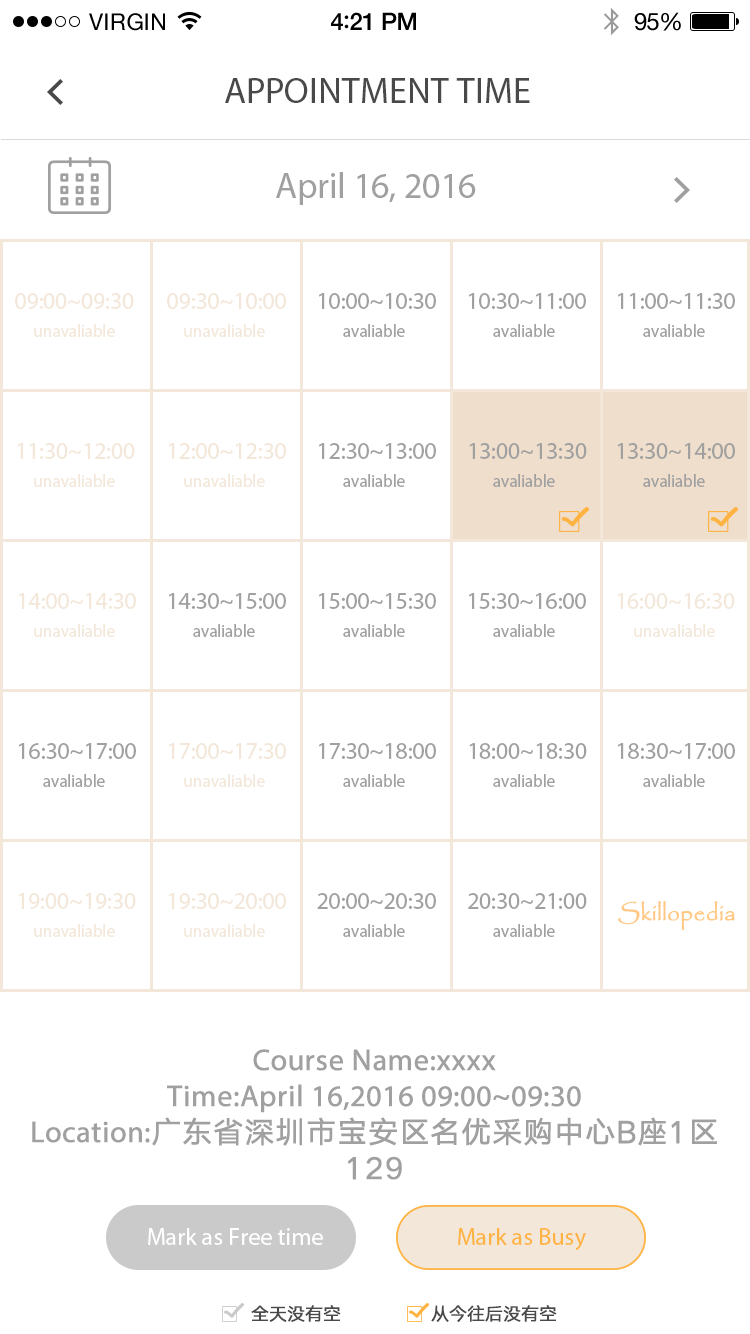 VIRGIN 4:21 PM 95%
APPOINTMENT TIME
April 16, 2016
09:00~09:30 09:30~10:00 10:00~10:30 10:30~11:00 11:00~11:30
unavaliable unavaliable avaliable avaliable avaliable
11:30~12:00 12:00~12:30 12:30~13:00 13:00~13:30 13:30~14:00
unavaliable unavaliable avaliable avaliable avaliable
14:00~14:30 14:30~15:00 15:00~15:30 15:30~16:00 16:00~16:30
unavaliable avaliable avaliable avaliable unavaliable
16:30~17:00 17:00~17:30 17:30~18:00 18:00~18:30 18:30~17:00
avaliable unavaliable avaliable avaliable avaliable
19:00~19:30 19:30~20:00 20:00~20:30 20:30~21:00 Skillopedia
unavaliable unavaliable avaliable avaliable
Course Name:xxxx
Time:April 16,2016 09:00~09:30
Location:广东省深圳市宝安区名优采购中心B座1区
129
Mark as Free time Mark as Busy
全天没有空 从今往后没有空